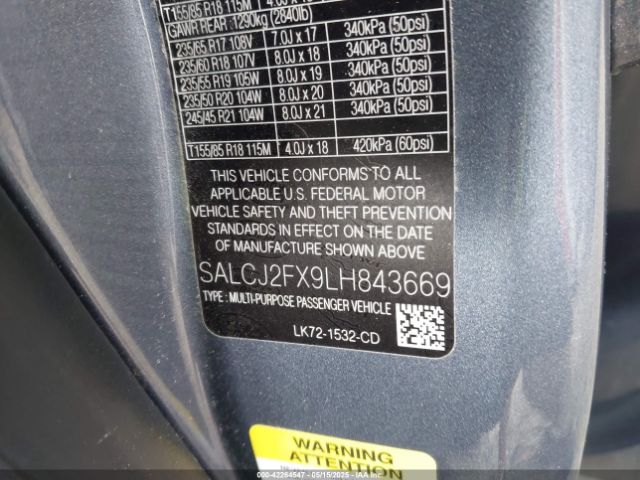 T155/85 R18 115M 4.0J x 18
GAWR REAR : 1290kg (2840lb)
235/65 R17 108V 7.0J x 17 340kPa (50psi)
235/60 R18 107V 8.0J x 18 340kPa (50psi)
235/55 R19 105W 8.0J x 19 340kPa (50psi)
235/50 R20 104W 8.0J x 20 340kPa (50psi)
245/45 R21 104W 8.0J x 21 340kPa (50psi)
T155/85 R18 115M 4.0J x 18 420kPa (60psi)
THIS VEHICLE CONFORMS TO ALL
APPLICABLE U.S. FEDERAL MOTOR
VEHICLE SAFETY AND THEFT PREVENTION
STANDARDS IN EFFECT ON THE DATE
OF MANUFACTURE SHOWN ABOVE
SALCJ2FX9LH843669
TYPE : MULTI-PURPOSE PASSENGER VEHICLE
LK72-1532-CD
WARNING
ATTENTION
000-42264547 - 05/15/2025 - IAAI Branch